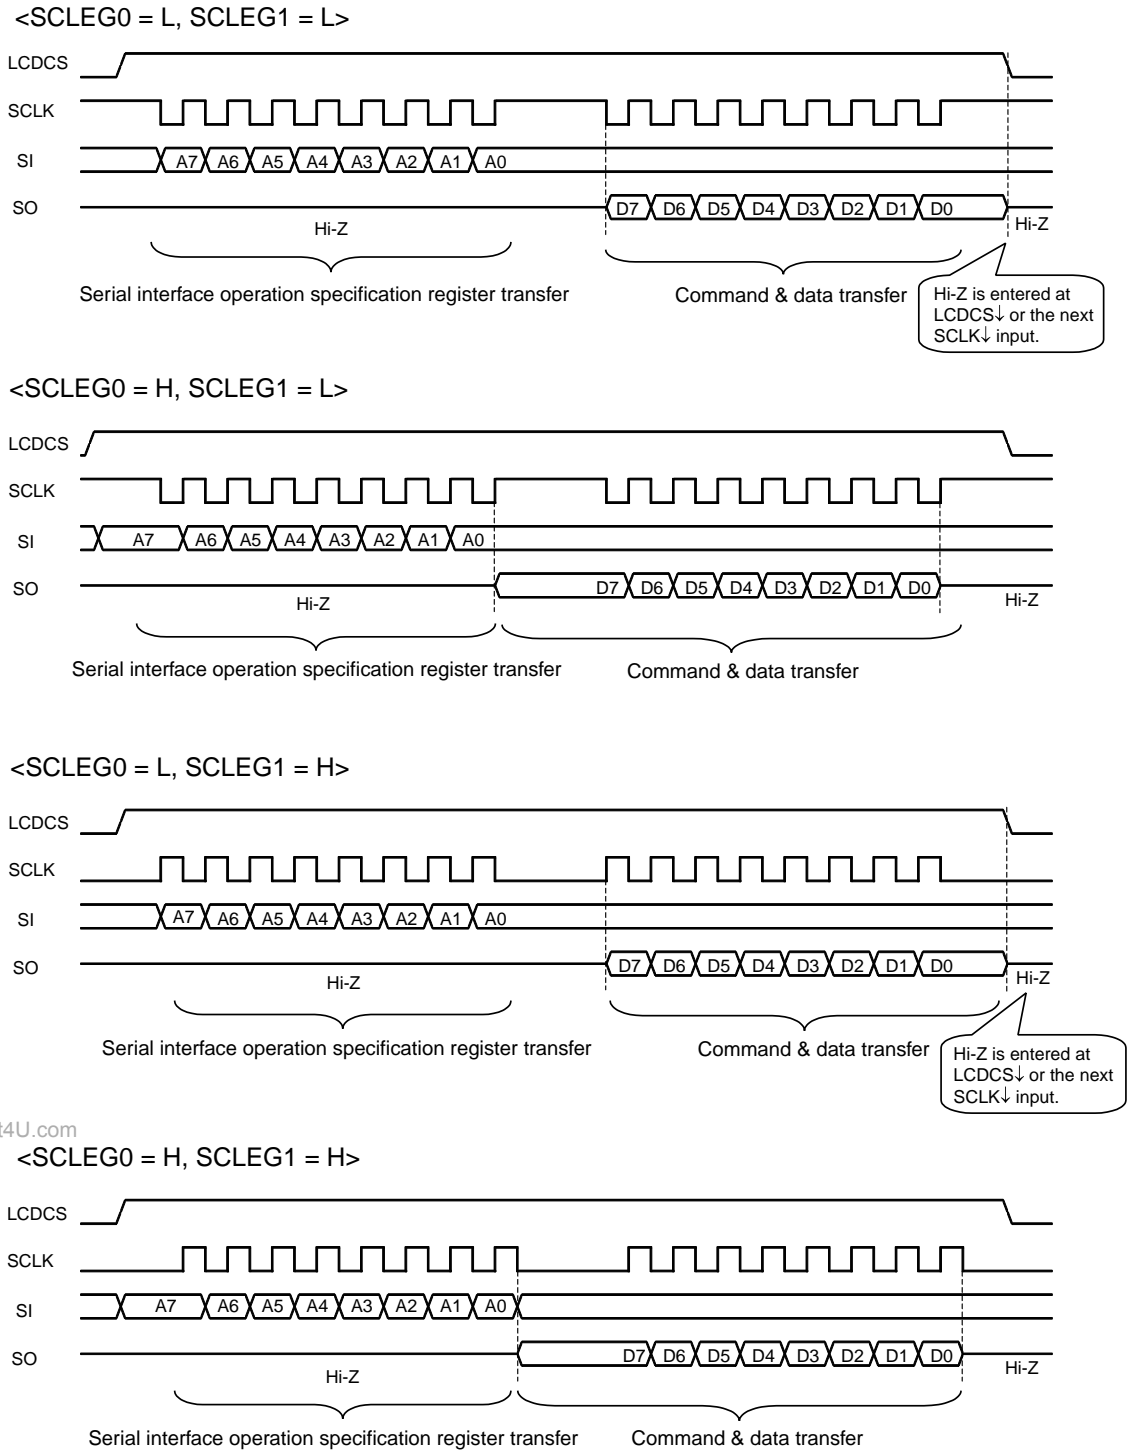 <SCLEG0 = L, SCLEG1 = L>
LCDCS
SCLK
SI A7 A6 A5 A4 A3 A2 A1 A0
SO D7 D6 D5 D4 D3 D2 D1 D0
Hi-Z Hi-Z
Serial interface operation specification register transfer Command & data transfer
Hi-Z is entered at
LCDCS↓ or the next
SCLK↓ input.
<SCLEG0 = H, SCLEG1 = L>
LCDCS
SCLK
SI A7 A6 A5 A4 A3 A2 A1 A0
SO D7 D6 D5 D4 D3 D2 D1 D0
Hi-Z Hi-Z
Serial interface operation specification register transfer Command & data transfer
<SCLEG0 = L, SCLEG1 = H>
LCDCS
SCLK
SI A7 A6 A5 A4 A3 A2 A1 A0
SO D7 D6 D5 D4 D3 D2 D1 D0
Hi-Z Hi-Z
Serial interface operation specification register transfer Command & data transfer
Hi-Z is entered at
LCDCS↓ or the next
SCLK↓ input.
t4U.com
<SCLEG0 = H, SCLEG1 = H>
LCDCS
SCLK
SI A7 A6 A5 A4 A3 A2 A1 A0
SO D7 D6 D5 D4 D3 D2 D1 D0
Hi-Z Hi-Z
Serial interface operation specification register transfer Command & data transfer